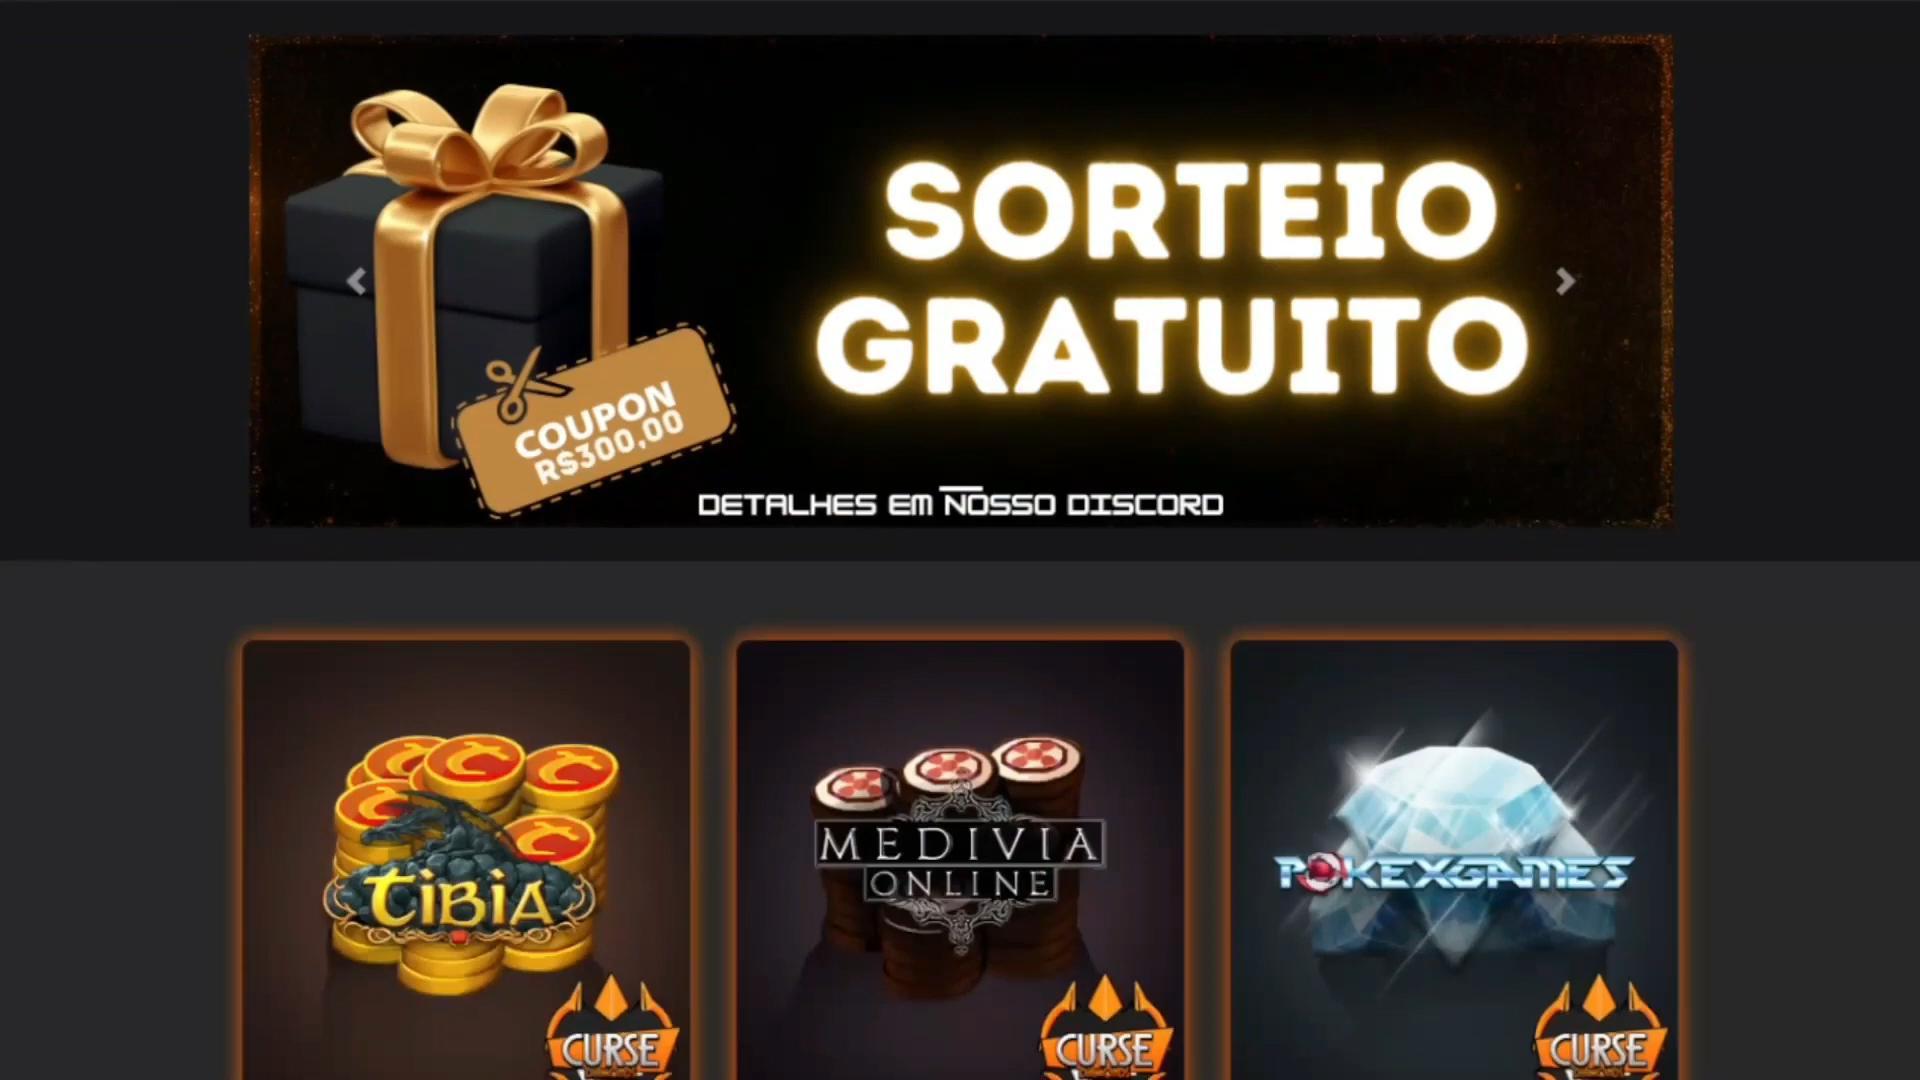 SORTEIO
GRATUITO
COUPON
R$300,00
DETALHES EM NOSSO DISCORD
TIBIA
MEDIVIA
ONLINE
POKEXGAMES
CURSE
CURSE
CURSE